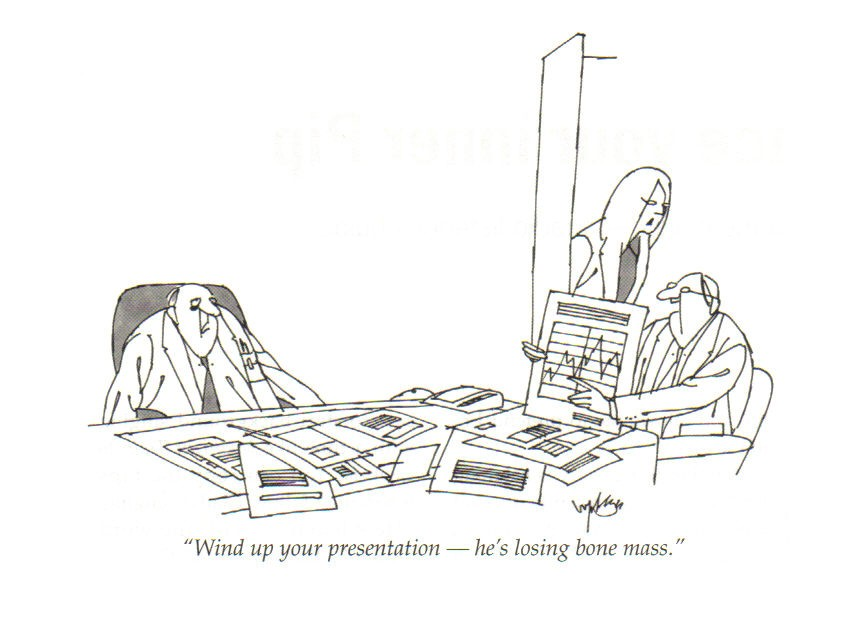 “Wind up your presentation — he’s losing bone mass.”